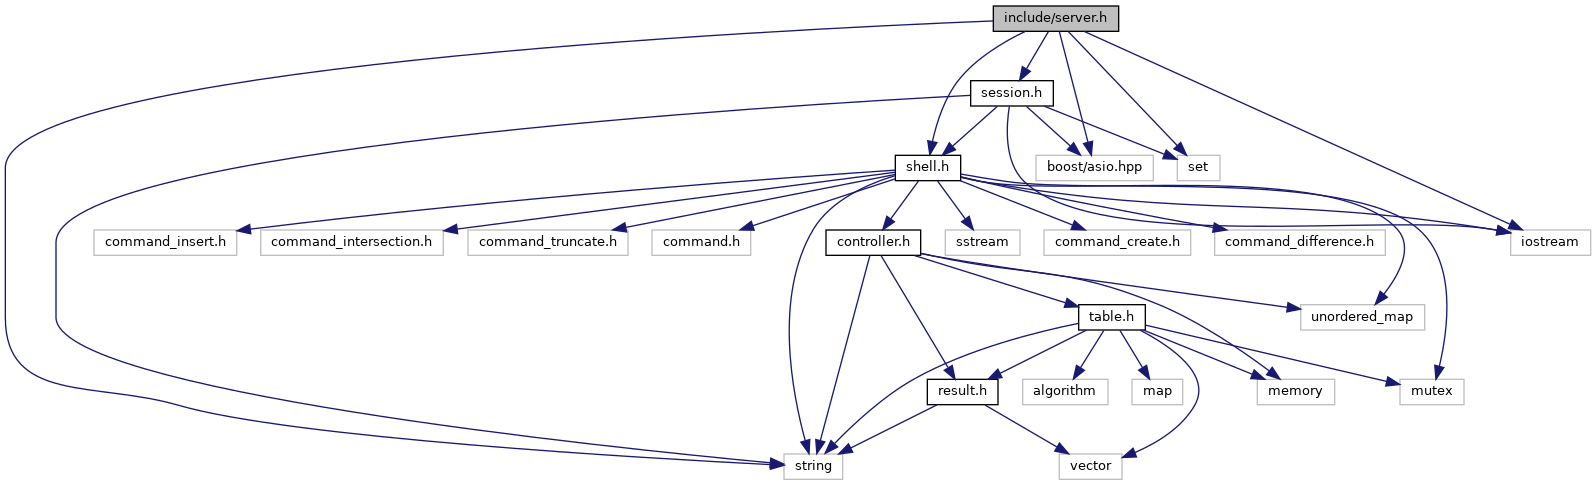 include/server.h
session.h
shell.h
boost/asio.hpp
set
command_insert.h
command_intersection.h
command_truncate.h
command.h
controller.h
sstream
command_create.h
command_difference.h
iostream
table.h
unordered_map
result.h
algorithm
map
memory
mutex
string
vector